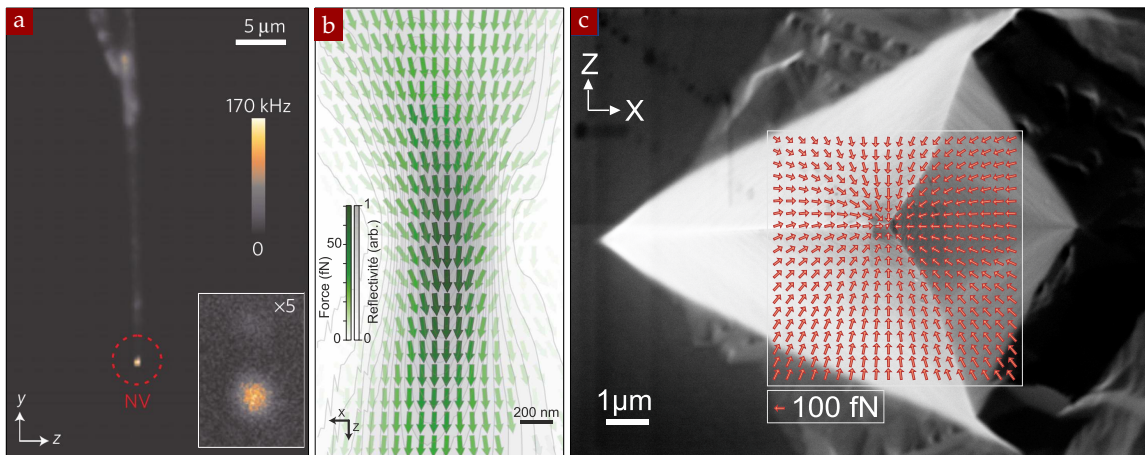 a
5 μm
170 kHz
0
×5
NV
y
z
b
1
50
0
0
Force (fN)
Reflectivité (arb.)
x
z
200 nm
c
Z
X
1μm
100 fN